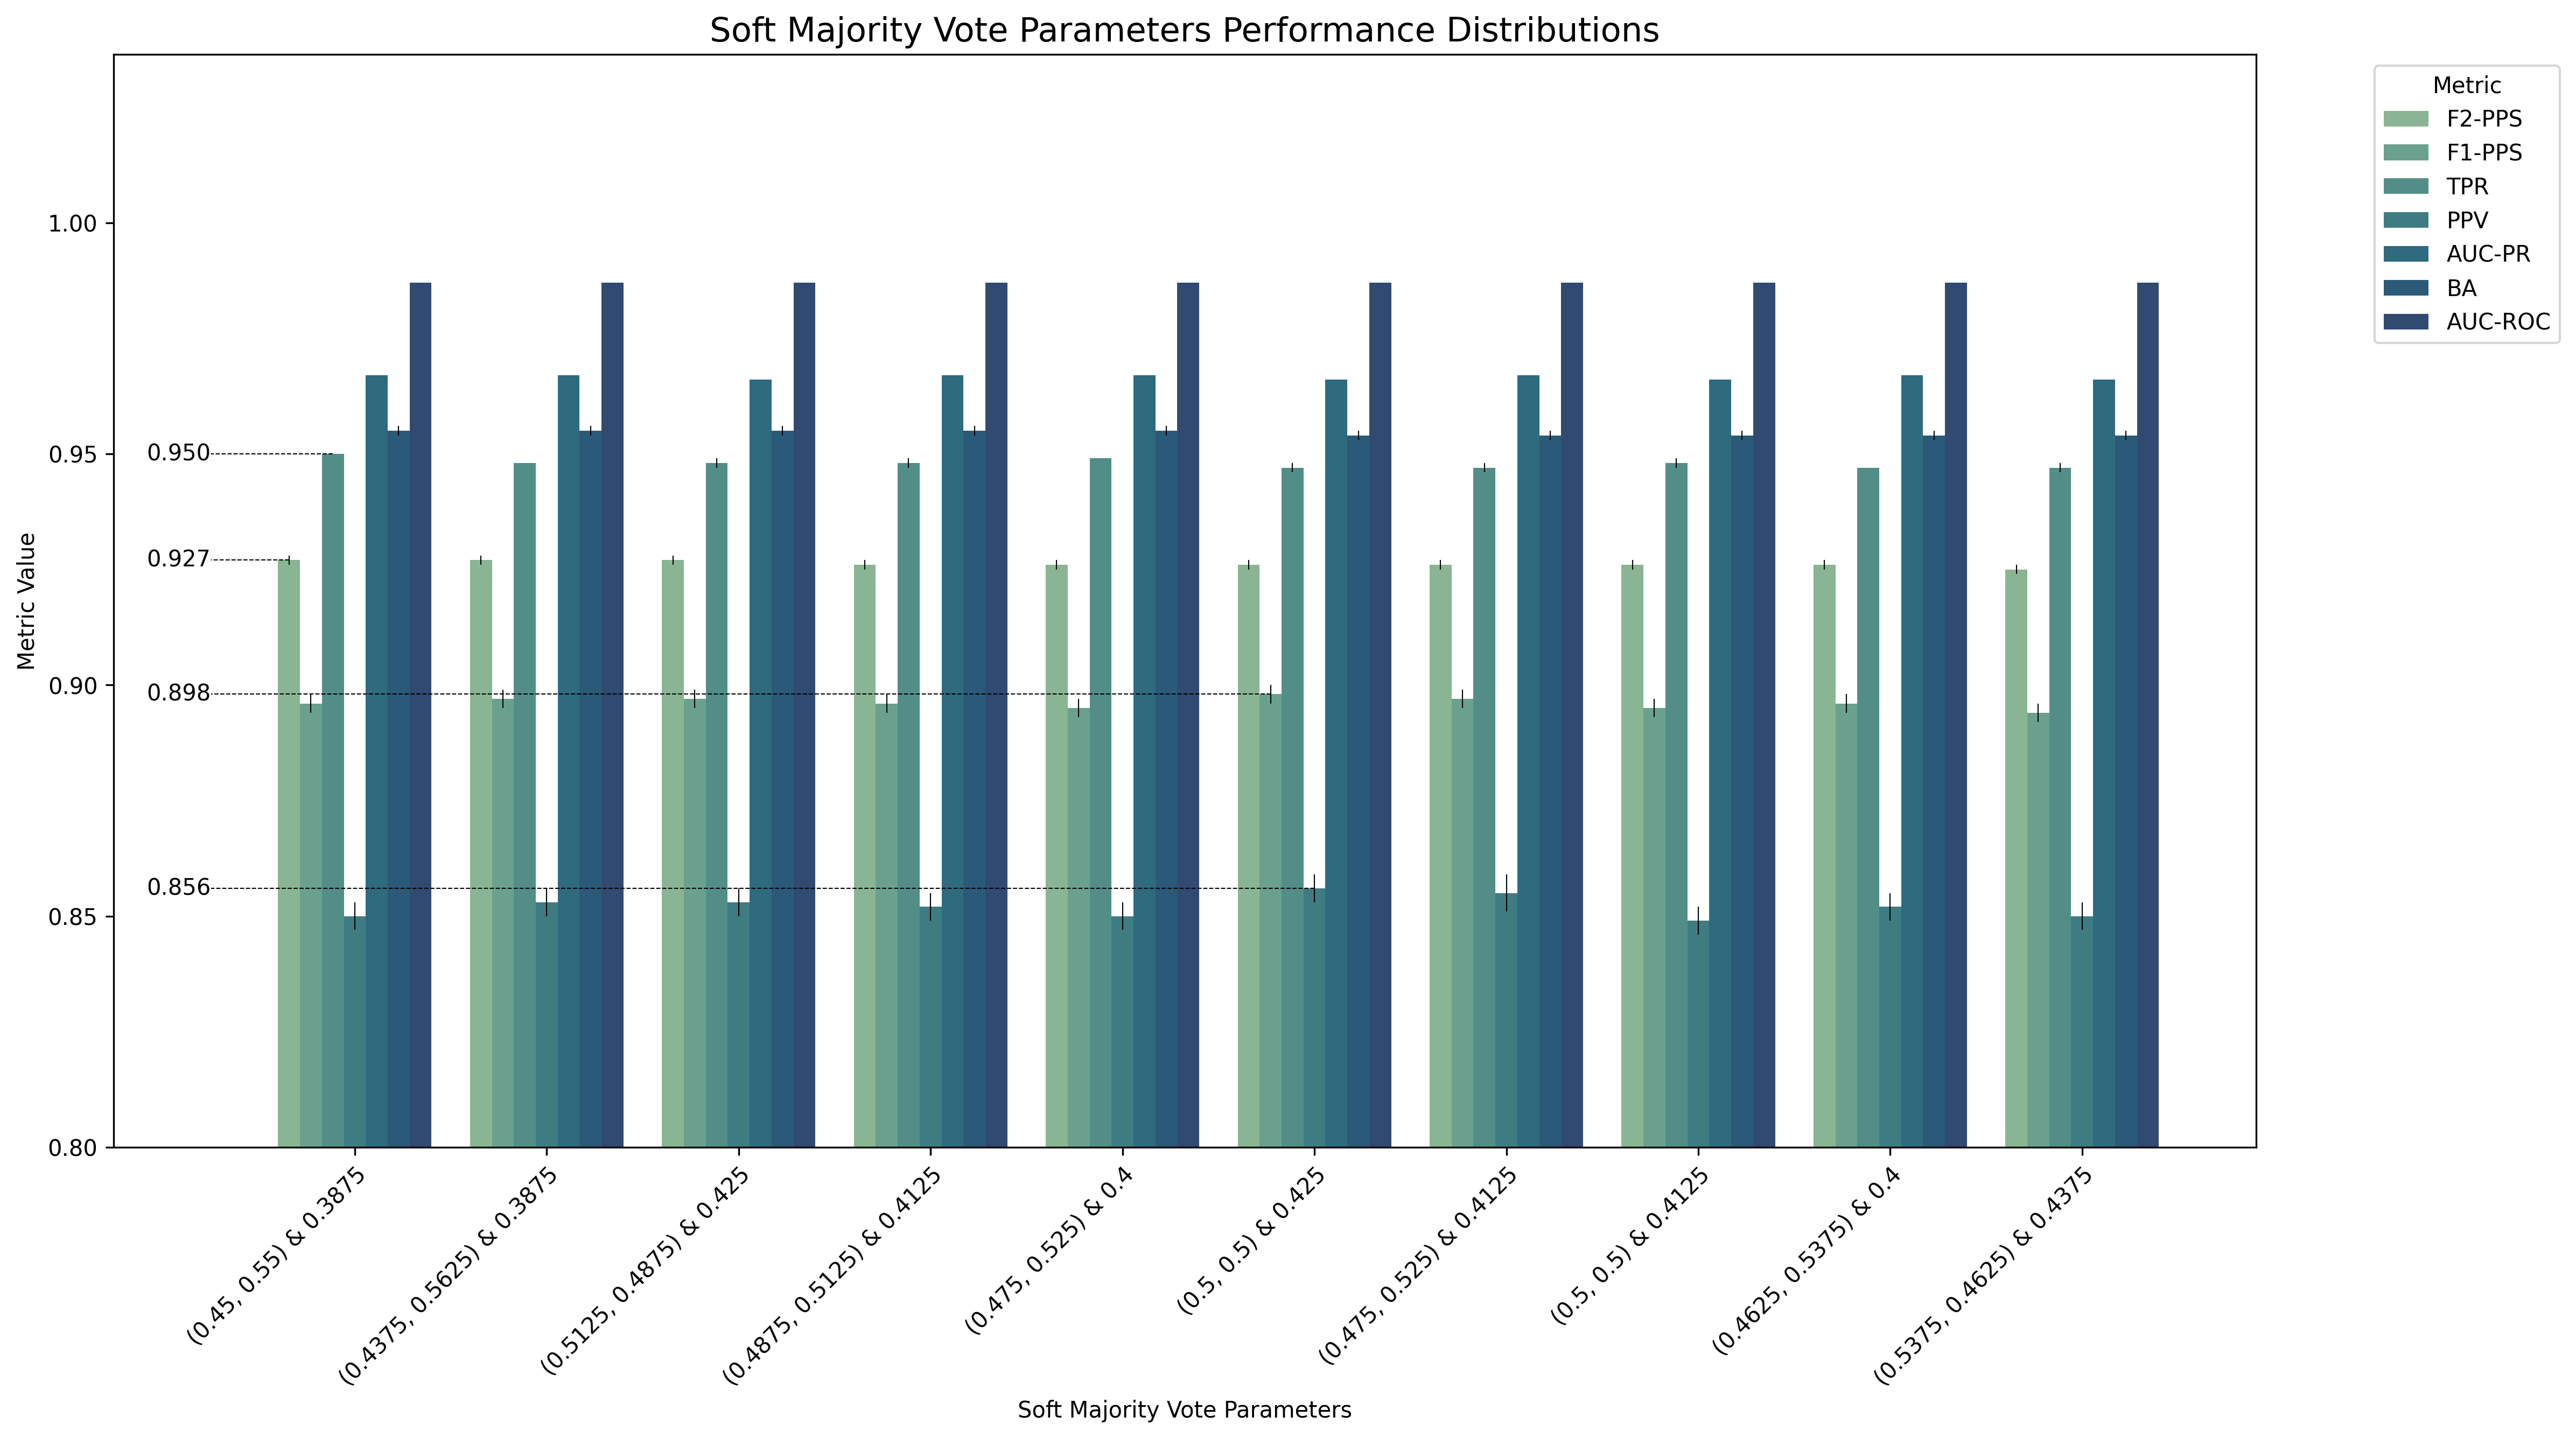 Soft Majority Vote Parameters Performance Distributions
Metric
F2-PPS
F1-PPS
TPR
PPV
AUC-PR
BA
AUC-ROC
Metric Value
1.00
0.95
0.90
0.85
0.80
0.950
0.927
0.898
0.856
(0.45, 0.55) & 0.3875
(0.4375, 0.5625) & 0.3875
(0.5125, 0.4875) & 0.425
(0.4875, 0.5125) & 0.4125
(0.475, 0.525) & 0.4
(0.5, 0.5) & 0.425
(0.475, 0.525) & 0.4125
(0.5, 0.5) & 0.4125
(0.4625, 0.5375) & 0.4
(0.5375, 0.4625) & 0.4375
Soft Majority Vote Parameters